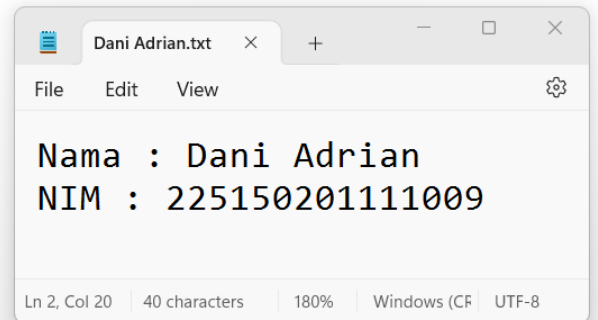 Dani Adrian.txt
File Edit View
Nama : Dani Adrian
NIM : 225150201111009
Ln 2, Col 20 40 characters 180% Windows (CR UTF-8